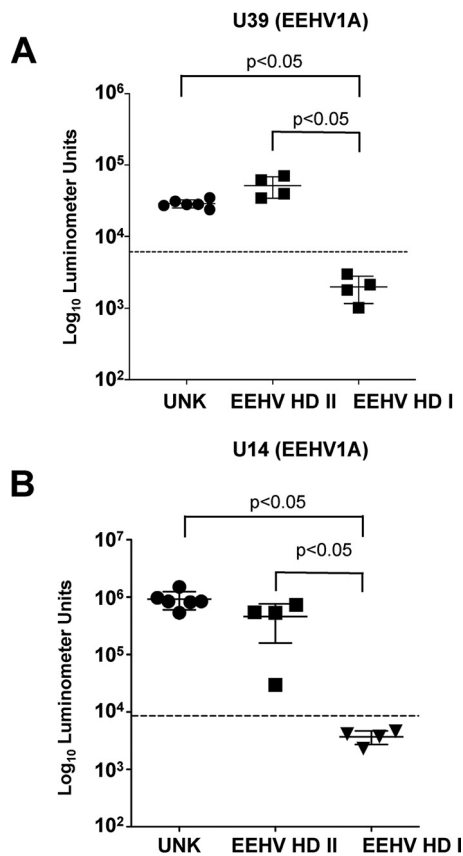 U39 (EEHV1A)
A
p<0.05
p<0.05
Log10 Luminometer Units
10^6
10^5
10^4
10^3
10^2
UNK EEHV HD II EEHV HD I
U14 (EEHV1A)
B
p<0.05
p<0.05
Log10 Luminometer Units
10^7
10^6
10^5
10^4
10^3
10^2
UNK EEHV HD II EEHV HD I